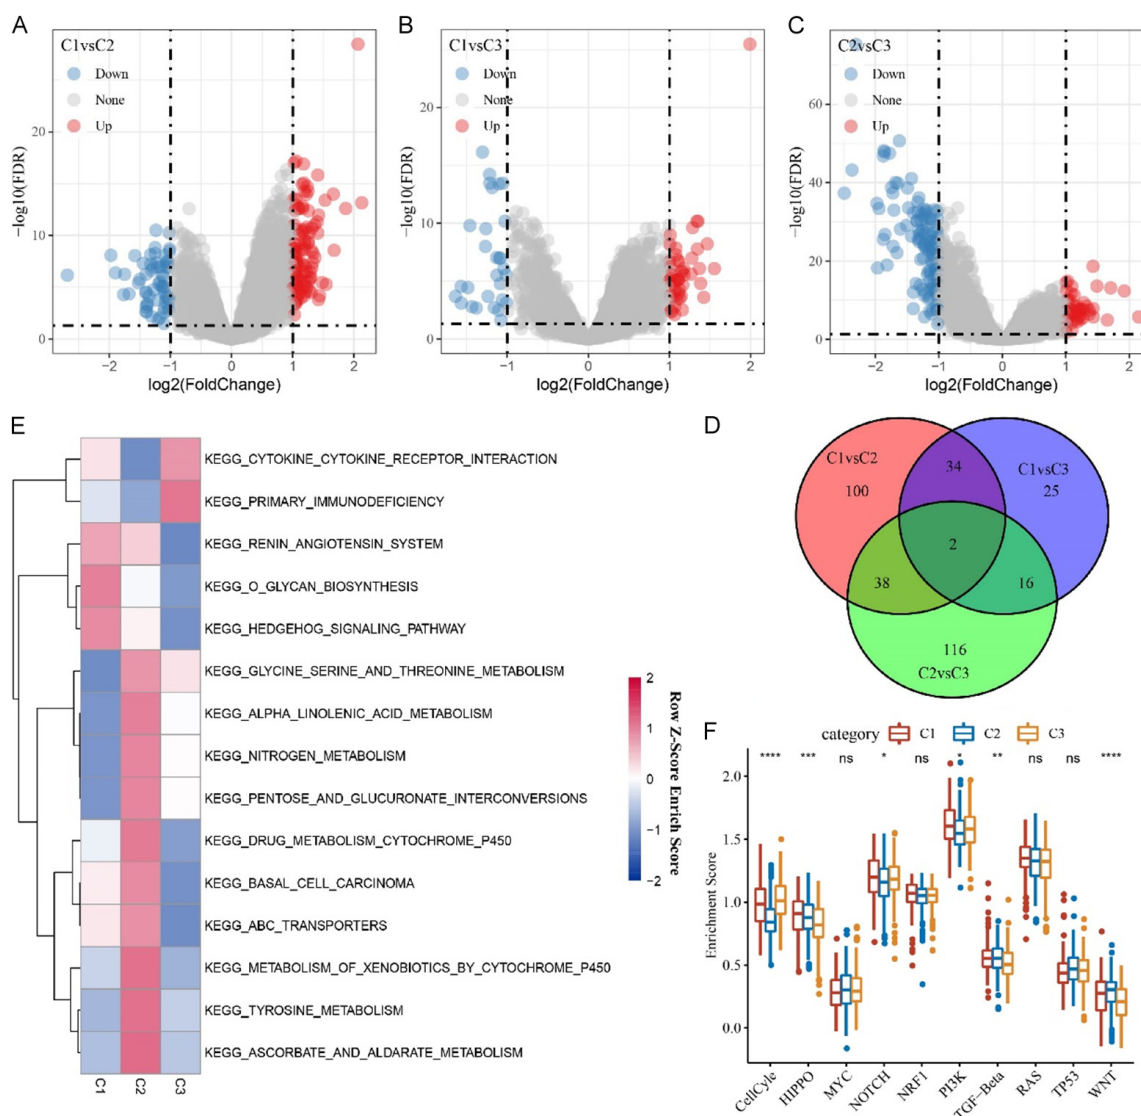 A
C1vsC2
Down
None
Up
20
10
0
−2
−1
0
1
2
−log10(FDR)
log2(FoldChange)
B
C1vsC3
Down
None
Up
20
10
0
−1
0
1
2
−log10(FDR)
log2(FoldChange)
C
C2vsC3
Down
None
Up
60
40
20
0
−2
−1
0
1
2
−log10(FDR)
log2(FoldChange)
E
KEGG_CYTOKINE_CYTOKINE_RECEPTOR_INTERACTION
KEGG_PRIMARY_IMMUNODEFICIENCY
KEGG_RENIN_ANGIOTENSIN_SYSTEM
KEGG_O_GLYCAN_BIOSYNTHESIS
KEGG_HEDGEHOG_SIGNALING_PATHWAY
KEGG_GLYCINE_SERINE_AND_THREONINE_METABOLISM
KEGG_ALPHA_LINOLENIC_ACID_METABOLISM
KEGG_NITROGEN_METABOLISM
KEGG_PENTOSE_AND_GLUCURONATE_INTERCONVERSIONS
KEGG_DRUG_METABOLISM_CYTOCHROME_P450
KEGG_BASAL_CELL_CARCINOMA
KEGG_ABC_TRANSPORTERS
KEGG_METABOLISM_OF_XENOBIOTICS_BY_CYTOCHROME_P450
KEGG_TYROSINE_METABOLISM
KEGG_ASCORBATE_AND_ALDARATE_METABOLISM
C1 C2 C3
2
1
0
−1
−2
Row Z−Score Enrich Score
D
C1vsC2
100
34
C1vsC3
25
2
38
16
116
C2vsC3
F
category C1 C2 C3
**** *** ns * ns * ** ns ns ****
2.0
1.5
1.0
0.5
0.0
Enrichment Score
CellCyle
HIPPO
MYC
NOTCH
NRF1
PI3K
TGF−Beta
RAS
TP53
WNT